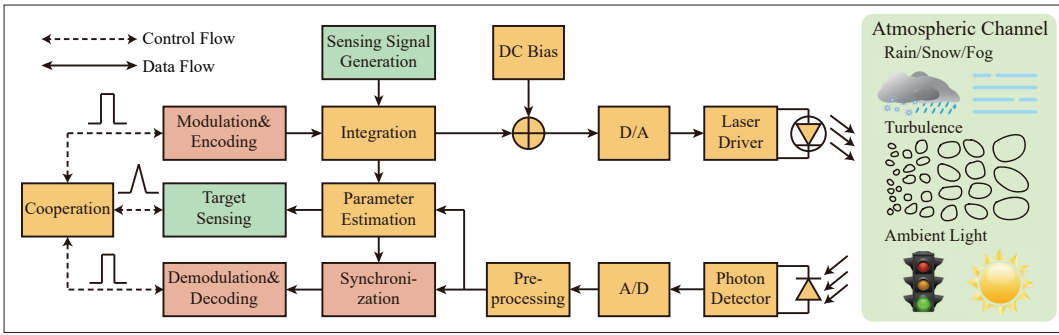 Control Flow
Data Flow
Sensing Signal
Generation
DC Bias
Atmospheric Channel
Rain/Snow/Fog
Modulation&
Encoding
Integration
D/A
Laser
Driver
Turbulence
Cooperation
Target
Sensing
Parameter
Estimation
Ambient Light
Demodulation&
Decoding
Synchroni-
zation
Pre-
processing
A/D
Photon
Detector